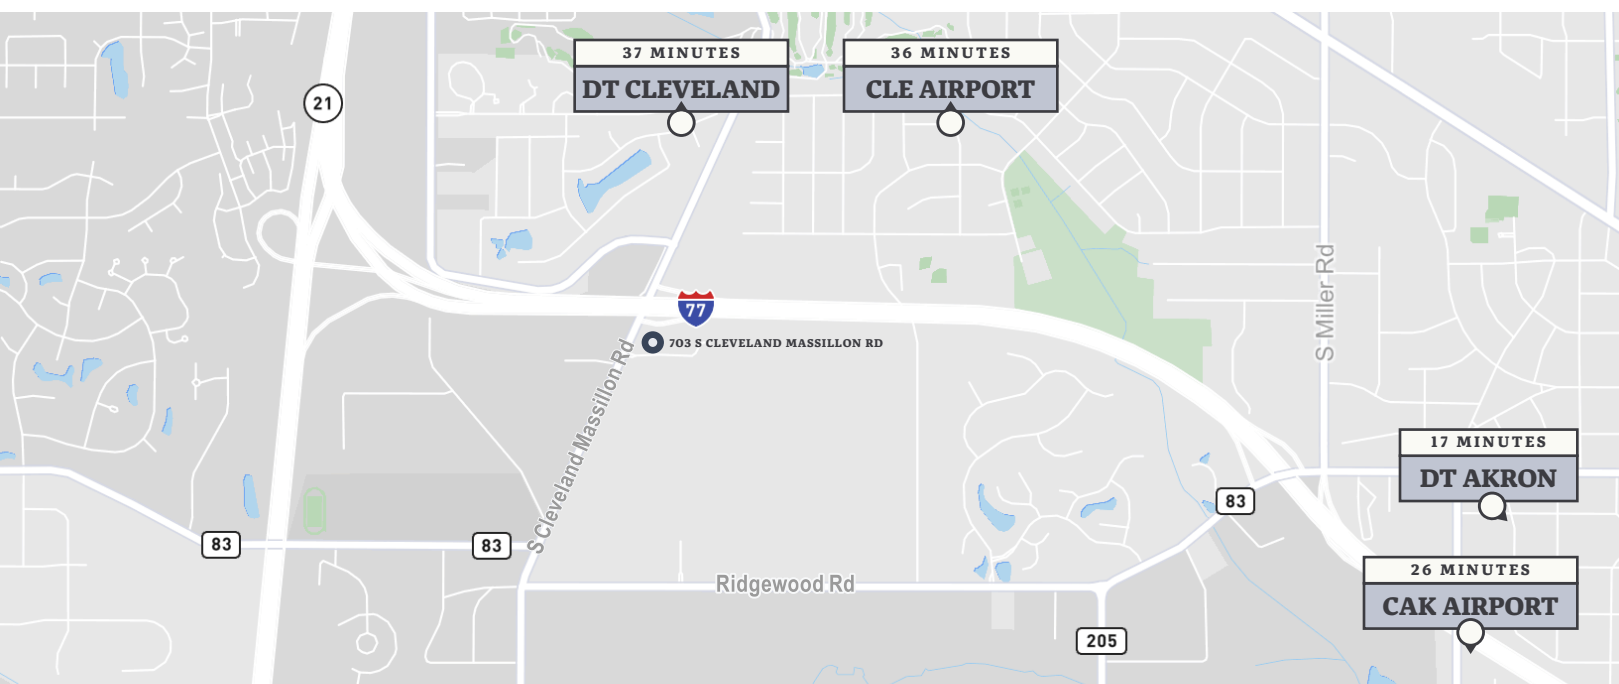 37 MINUTES
DT CLEVELAND
36 MINUTES
CLE AIRPORT
21
S Miller Rd
77
703 S CLEVELAND MASSILLON RD
S Cleveland Massillon Rd
17 MINUTES
DT AKRON
83
83
83
26 MINUTES
CAK AIRPORT
Ridgewood Rd
205